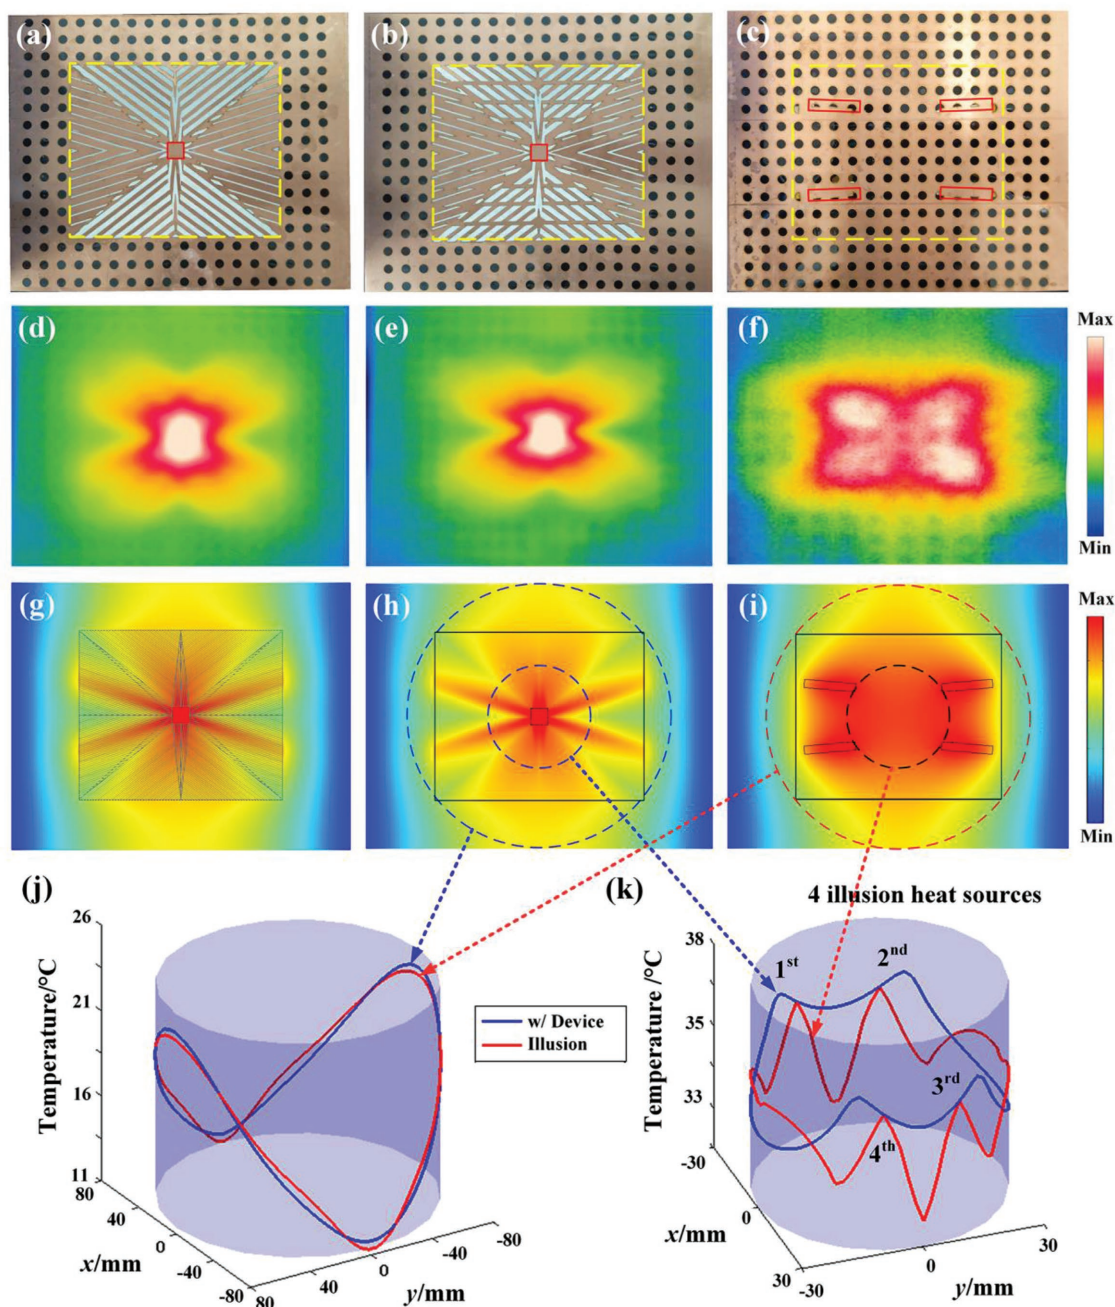 (a)
(b)
(c)
(d)
(e)
(f)
Max
Min
(g)
(h)
(i)
Max
Min
(j)
26
21
16
11
Temperature/°C
80
40
0
-40
-80
x/mm
80
40
0
-40
-80
y/mm
w/ Device
Illusion
(k)
4 illusion heat sources
38
35
33
-30
Temperature /°C
1st
2nd
3rd
4th
0
30
x/mm
-30
0
30
y/mm